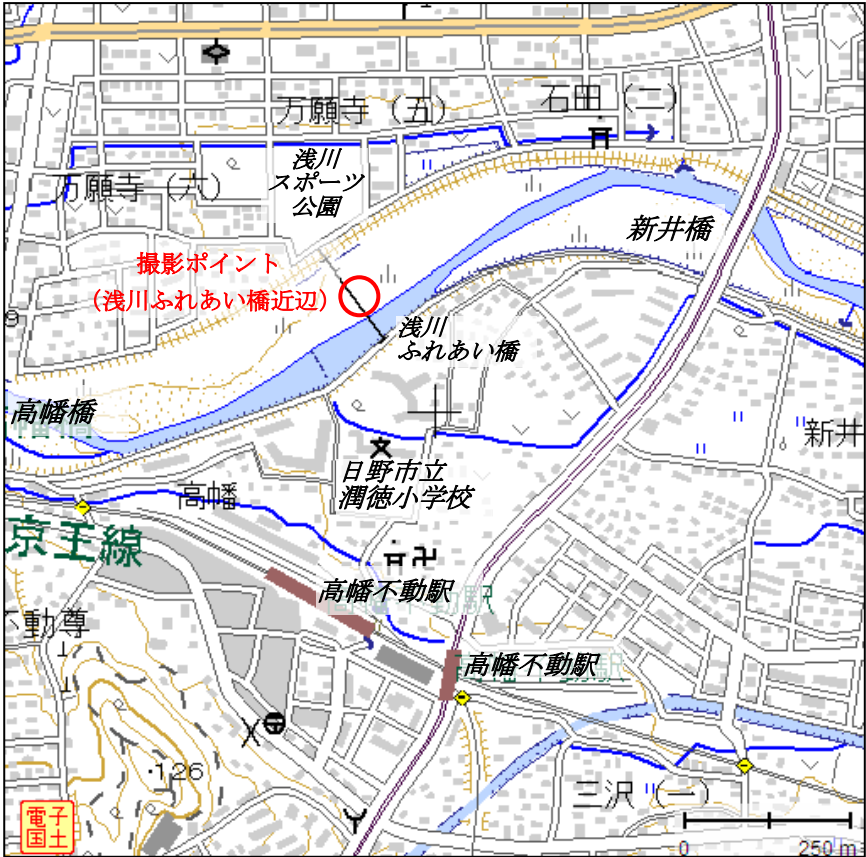 万願寺（五）
石田（二）
浅川
スポーツ
公園
万願寺（六）
新井橋
撮影ポイント
（浅川ふれあい橋近辺）
浅川
ふれあい橋
高幡橋
新井
日野市立
潤徳小学校
高幡
京王線
高幡不動駅
不動尊
高幡不動駅
・126
三沢（一）
電子
国土
0 250 m